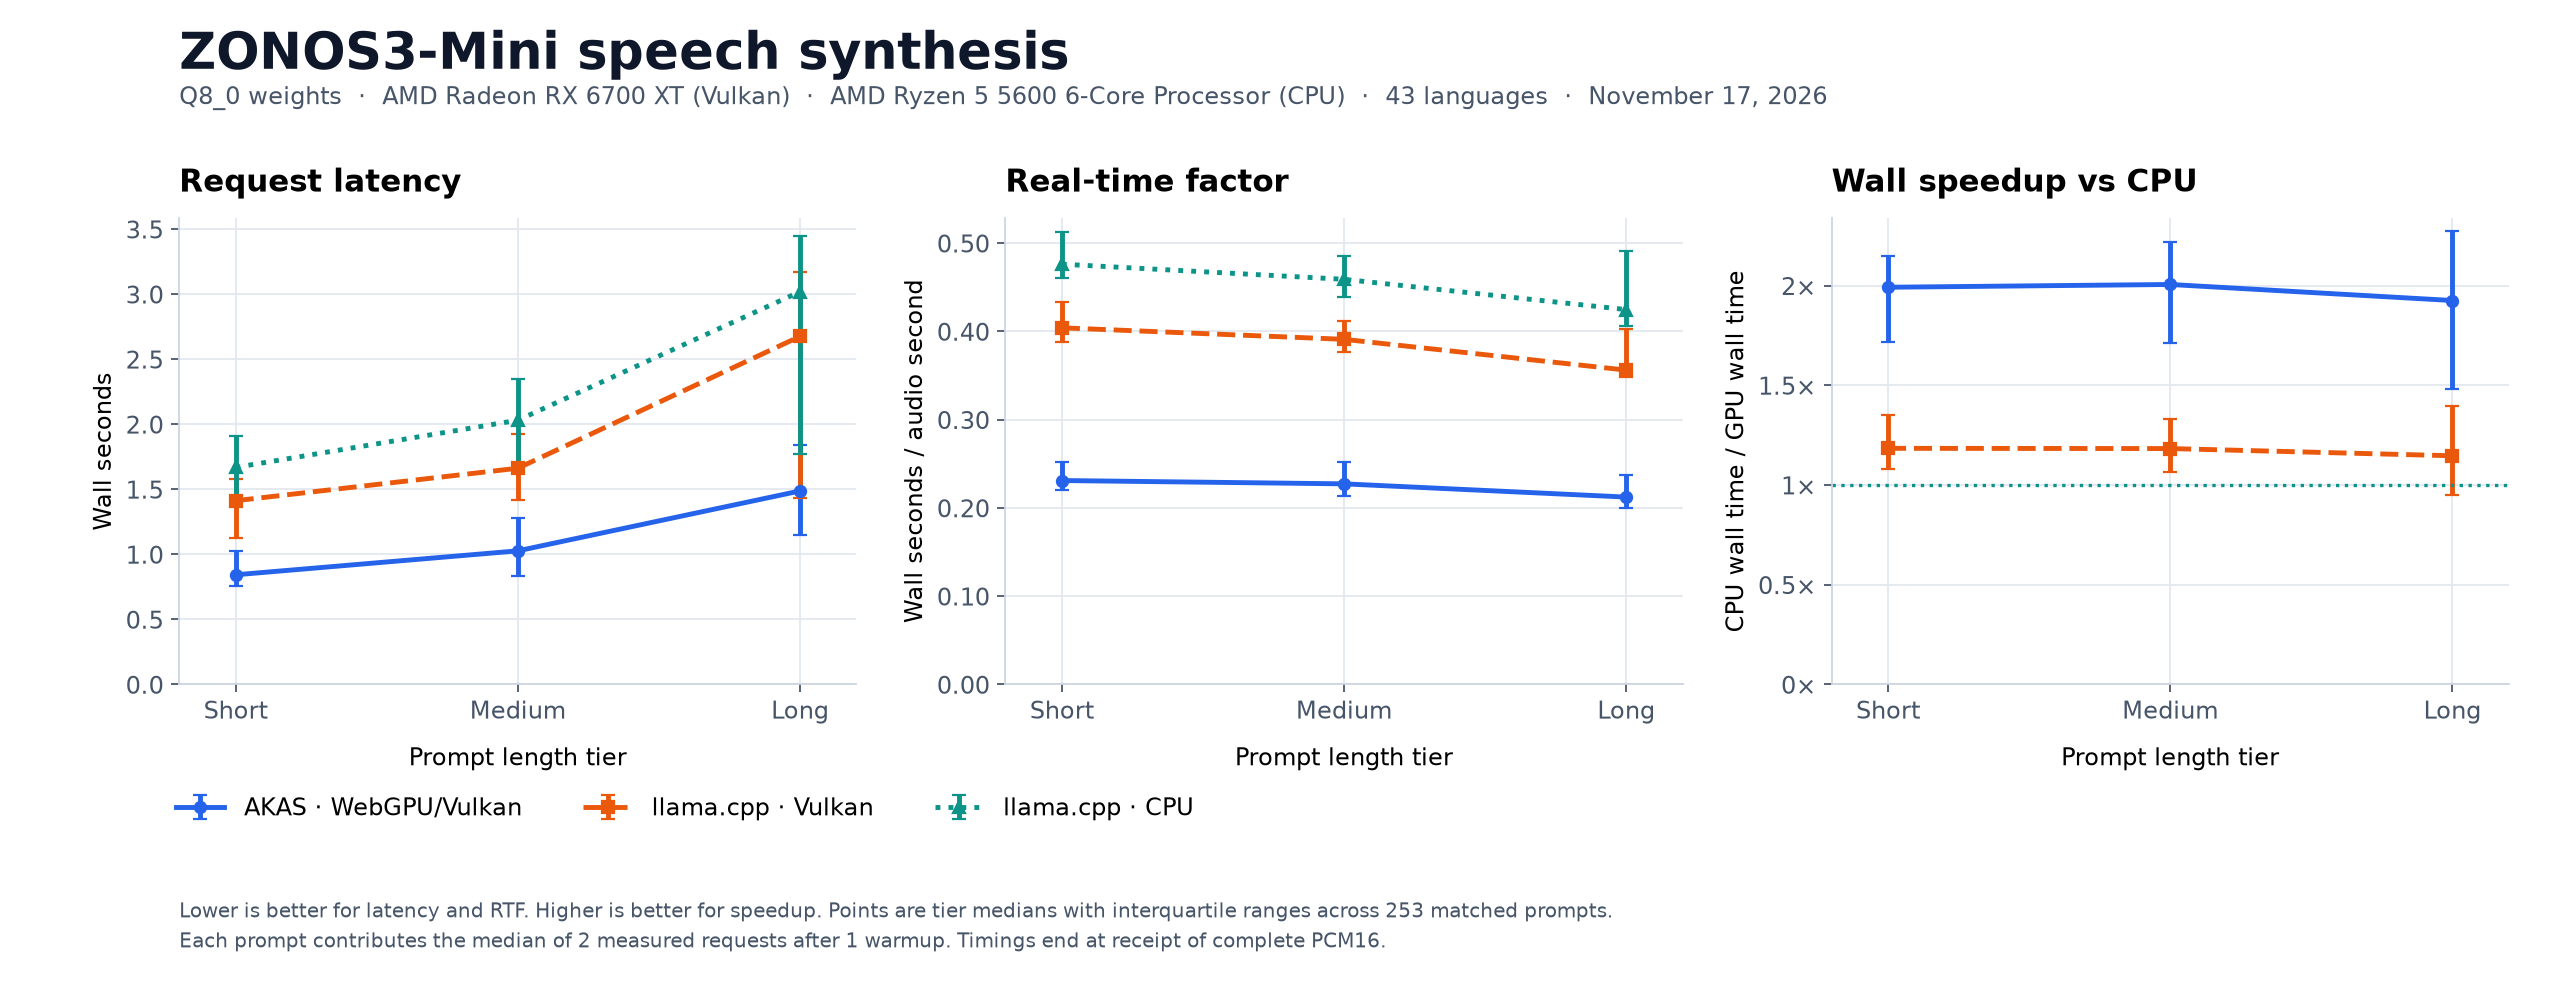 ZONOS3-Mini speech synthesis
Q8_0 weights · AMD Radeon RX 6700 XT (Vulkan) · AMD Ryzen 5 5600 6-Core Processor (CPU) · 43 languages · November 17, 2026
Request latency
Wall seconds
3.5
3.0
2.5
2.0
1.5
1.0
0.5
0.0
Short Medium Long
Prompt length tier
Real-time factor
Wall seconds / audio second
0.50
0.40
0.30
0.20
0.10
0.00
Short Medium Long
Prompt length tier
Wall speedup vs CPU
CPU wall time / GPU wall time
2×
1.5×
1×
0.5×
0×
Short Medium Long
Prompt length tier
AKAS · WebGPU/Vulkan llama.cpp · Vulkan llama.cpp · CPU
Lower is better for latency and RTF. Higher is better for speedup. Points are tier medians with interquartile ranges across 253 matched prompts.
Each prompt contributes the median of 2 measured requests after 1 warmup. Timings end at receipt of complete PCM16.